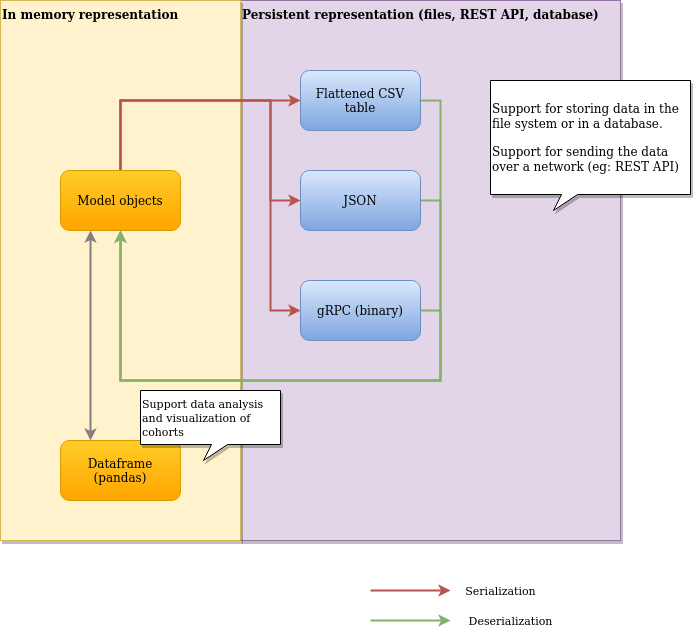 In memory representation
Persistent representation (files, REST API, database)
Flattened CSV
table
Support for storing data in the
file system or in a database.
Support for sending the data
over a network (eg: REST API)
Model objects
JSON
gRPC (binary)
Support data analysis
and visualization of
cohorts
Dataframe
(pandas)
Serialization
Deserialization